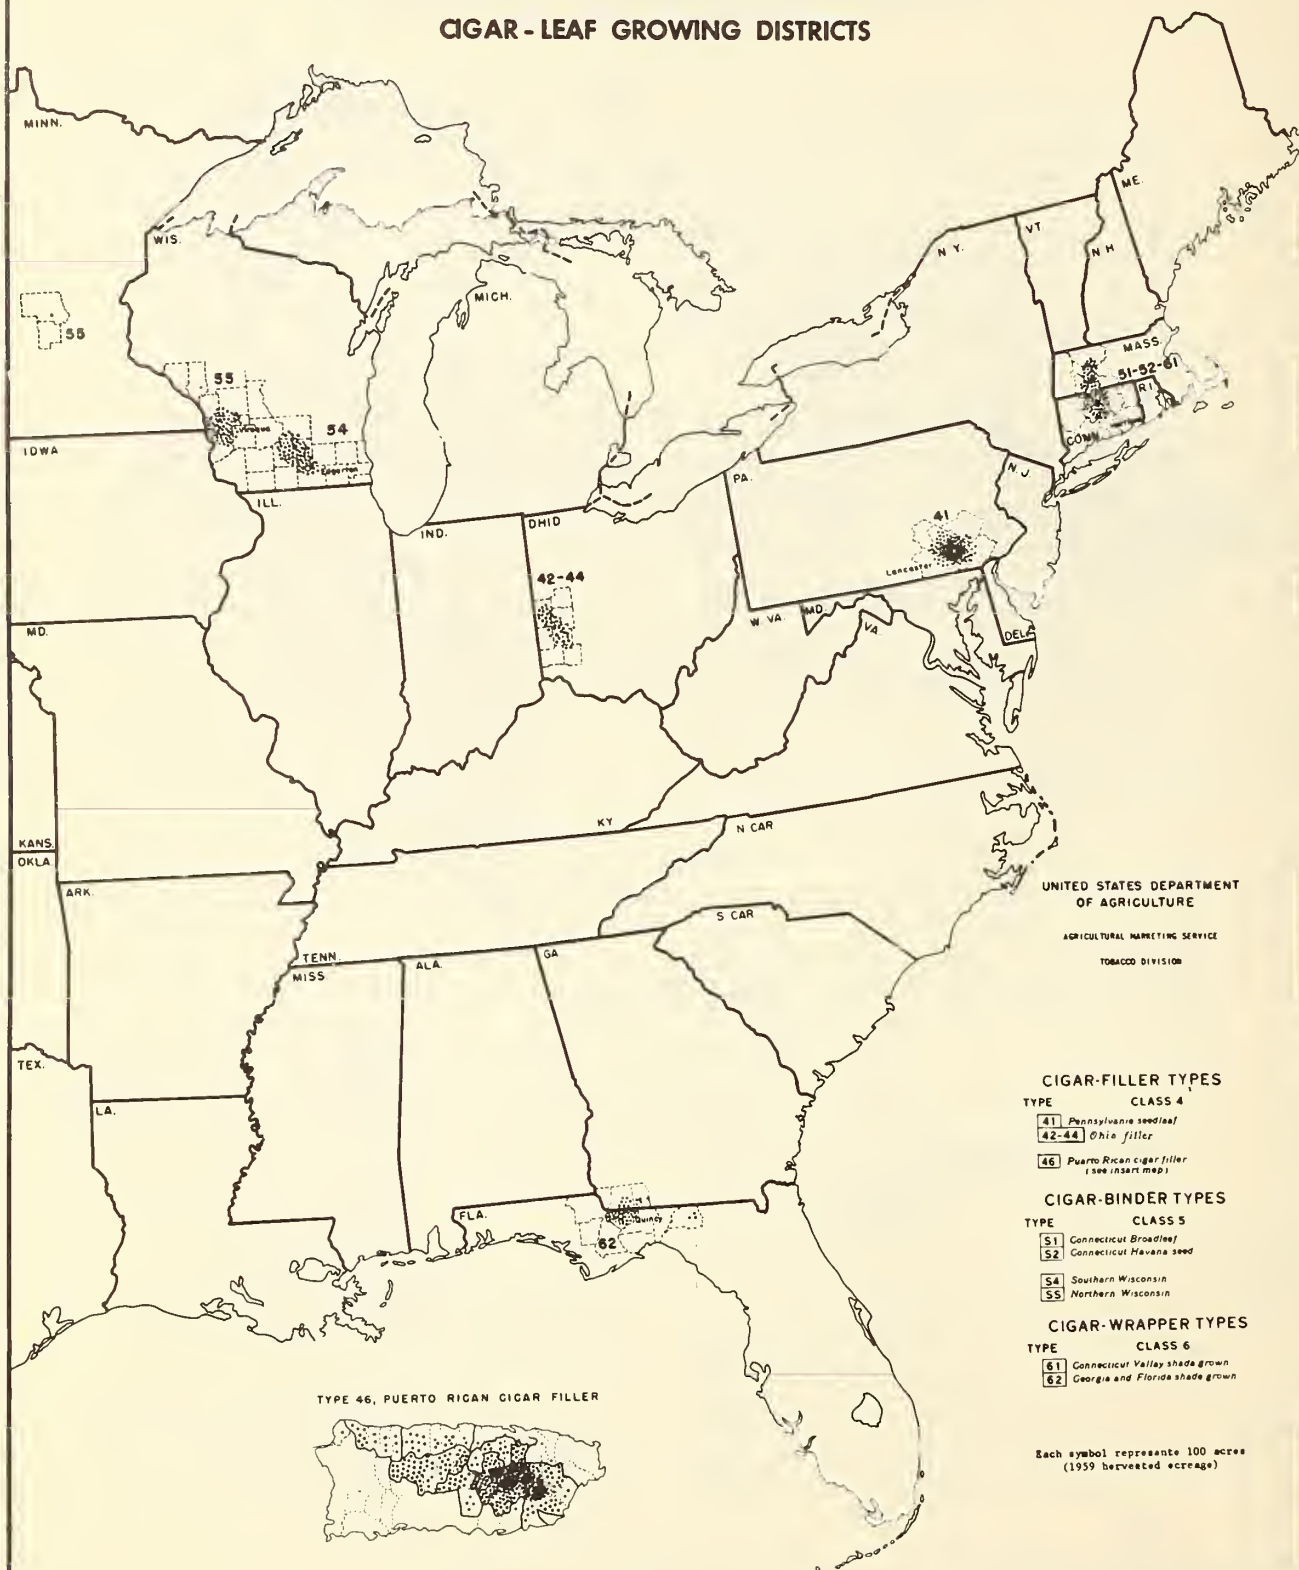 CIGAR-LEAF GROWING DISTRICTS
MINN.
ME.
VT
N H
WIS.
N Y.
MICH.
55
MASS.
51-52-61
R I
55
54
Viroqua
Edgerton
CONN
IOWA
N. J.
PA.
ILL.
41
OHIO
IND.
Lancaster
42-44
MD.
W VA.
DEL
VA.
MO.
KY
N CAR
KANS.
OKLA.
ARK.
UNITED STATES DEPARTMENT
OF AGRICULTURE
S CAR
AGRICULTURAL MARKETING SERVICE
TOBACCO DIVISION
TENN.
GA
ALA.
MISS.
TEX.
LA.
CIGAR-FILLER TYPES
TYPE CLASS 4
41 Pennsylvania seedleaf
42-44 Ohio filler
46 Puerto Rican cigar filler
(see insert map)
CIGAR-BINDER TYPES
TYPE CLASS 5
51 Connecticut Broadleaf
52 Connecticut Havana seed
54 Southern Wisconsin
55 Northern Wisconsin
FLA.
Quincy
62
CIGAR-WRAPPER TYPES
TYPE CLASS 6
61 Connecticut Valley shade grown
62 Georgia and Florida shade grown
TYPE 46, PUERTO RICAN CIGAR FILLER
Each symbol represents 100 acres
(1959 harvested acreage)